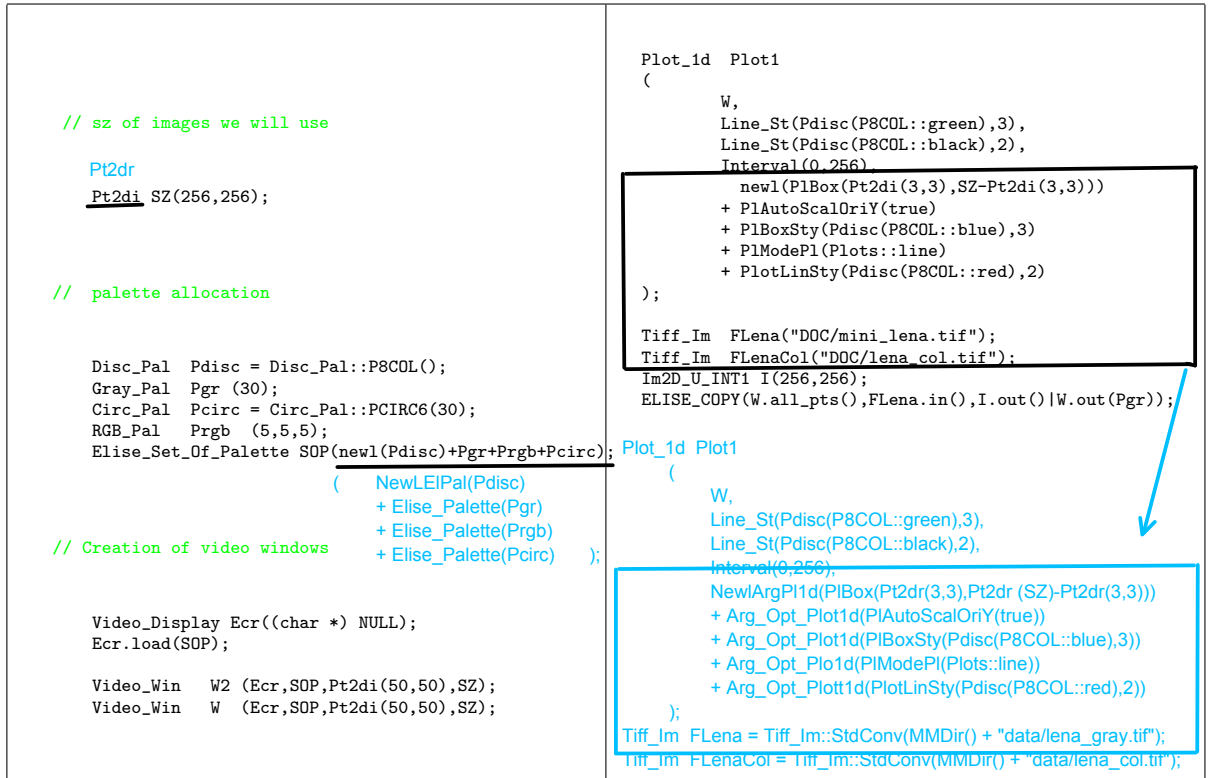 // sz of images we will use
Pt2dr
Pt2di SZ(256,256);
// palette allocation
Disc_Pal Pdisc = Disc_Pal::P8COL();
Gray_Pal Pgr (30);
Circ_Pal Pcirc = Circ_Pal::PCIRC6(30);
RGB_Pal Prgb (5,5,5);
Elise_Set_Of_Palette SOP(newl(Pdisc)+Pgr+Prgb+Pcirc);
( NewLElPal(Pdisc)
+ Elise_Palette(Pgr)
+ Elise_Palette(Prgb)
+ Elise_Palette(Pcirc) );
// Creation of video windows
Video_Display Ecr((char *) NULL);
Ecr.load(SOP);
Video_Win W2 (Ecr,SOP,Pt2di(50,50),SZ);
Video_Win W (Ecr,SOP,Pt2di(50,50),SZ);
Plot_1d Plot1
(
W,
Line_St(Pdisc(P8COL::green),3),
Line_St(Pdisc(P8COL::black),2),
Interval(0,256),
newl(PlBox(Pt2di(3,3),SZ-Pt2di(3,3)))
+ PlAutoScalOriY(true)
+ PlBoxSty(Pdisc(P8COL::blue),3)
+ PlModePl(Plots::line)
+ PlotLinSty(Pdisc(P8COL::red),2)
);
Tiff_Im FLena("DOC/mini_lena.tif");
Tiff_Im FLenaCol("DOC/lena_col.tif");
Im2D_U_INT1 I(256,256);
ELISE_COPY(W.all_pts(),FLena.in(),I.out()|W.out(Pgr));
Plot_1d Plot1
(
W,
Line_St(Pdisc(P8COL::green),3),
Line_St(Pdisc(P8COL::black),2),
Interval(0,256),
NewlArgPl1d(PlBox(Pt2dr(3,3),Pt2dr (SZ)-Pt2dr(3,3)))
+ Arg_Opt_Plot1d(PlAutoScalOriY(true))
+ Arg_Opt_Plot1d(PlBoxSty(Pdisc(P8COL::blue),3))
+ Arg_Opt_Plo1d(PlModePl(Plots::line))
+ Arg_Opt_Plott1d(PlotLinSty(Pdisc(P8COL::red),2))
);
Tiff_Im FLena = Tiff_Im::StdConv(MMDir() + "data/lena_gray.tif");
Tiff_Im FLenaCol = Tiff_Im::StdConv(MMDir() + "data/lena_col.tif");